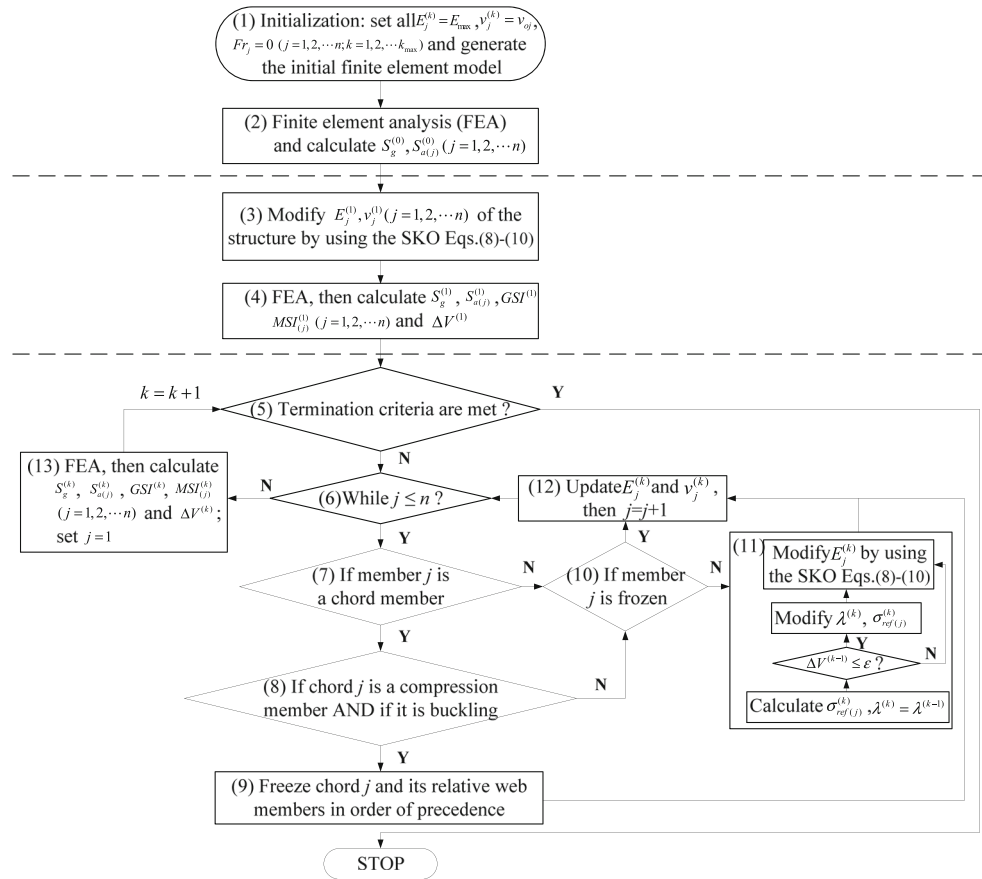 (1) Initialization: set all E_j^(k) = E_max , v_j^(k) = v_oj ,
Fr_j = 0 ( j = 1,2,⋯n; k = 1,2,⋯k_max ) and generate
the initial finite element model
(2) Finite element analysis (FEA)
and calculate S_g^(0) , S_a(j)^(0) ( j = 1,2,⋯n)
(3) Modify E_j^(1) , v_j^(1) ( j = 1,2,⋯n) of the
structure by using the SKO Eqs.(8)-(10)
(4) FEA, then calculate S_g^(1) , S_a(j)^(1) , GSI^(1)
MSI_(j)^(1) ( j = 1,2,⋯n) and ΔV^(1)
k = k+1
(5) Termination criteria are met ?
Y
N
(13) FEA, then calculate
S_g^(k) , S_a(j)^(k) , GSI^(k) , MSI_(j)^(k)
( j = 1,2,⋯n) and ΔV^(k) ;
set j = 1
N
(6)While j ≤ n ?
Y
(12) Update E_j^(k) and v_j^(k) ,
then j=j+1
Y
(7) If member j is
a chord member
N
Y
(10) If member
j is frozen
N
(8) If chord j is a compression
member AND if it is buckling
N
Y
(9) Freeze chord j and its relative web
members in order of precedence
(11)
Modify E_j^(k) by using
the SKO Eqs.(8)-(10)
Modify λ^(k) , σ_ref(j)^(k)
Y
N
ΔV^(k-1) ≤ ε ?
Calculate σ_ref(j)^(k) , λ^(k) = λ^(k-1)
STOP